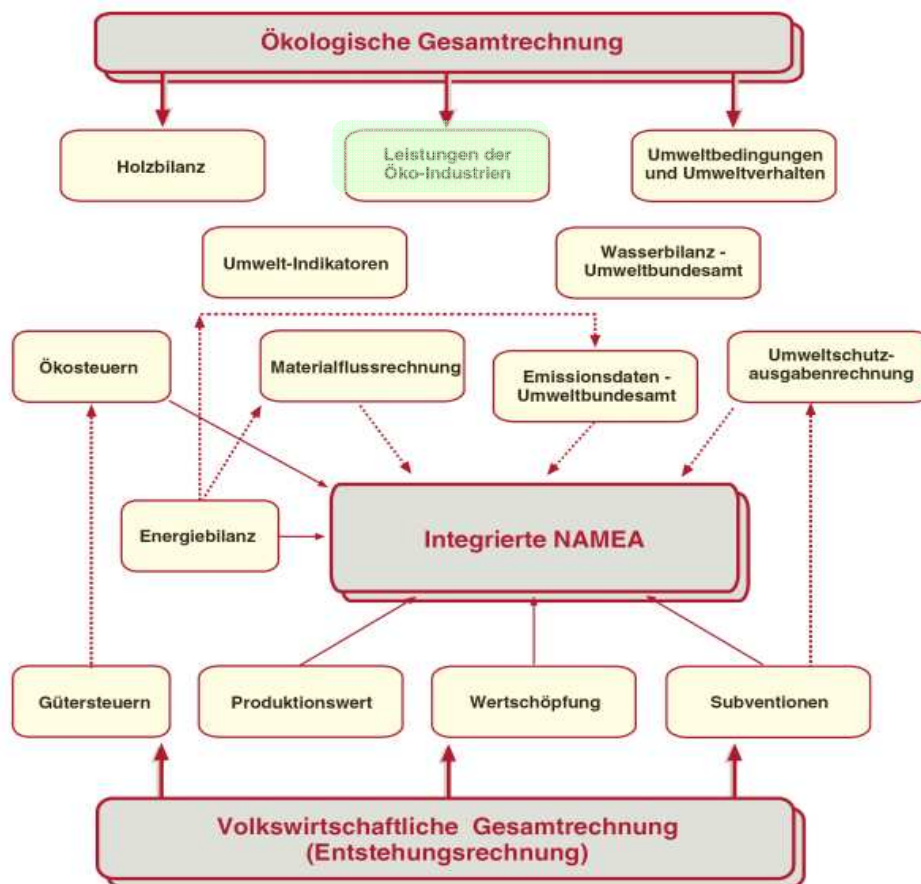 Ökologische Gesamtrechnung
Holzbilanz
Leistungen der
Öko-Industrien
Umweltbedingungen
und Umweltverhalten
Umwelt-Indikatoren
Wasserbilanz -
Umweltbundesamt
Ökosteuern
Materialflussrechnung
Emissionsdaten -
Umweltbundesamt
Umweltschutz-
ausgabenrechnung
Energiebilanz
Integrierte NAMEA
Gütersteuern
Produktionswert
Wertschöpfung
Subventionen
Volkswirtschaftliche Gesamtrechnung
(Entstehungsrechnung)